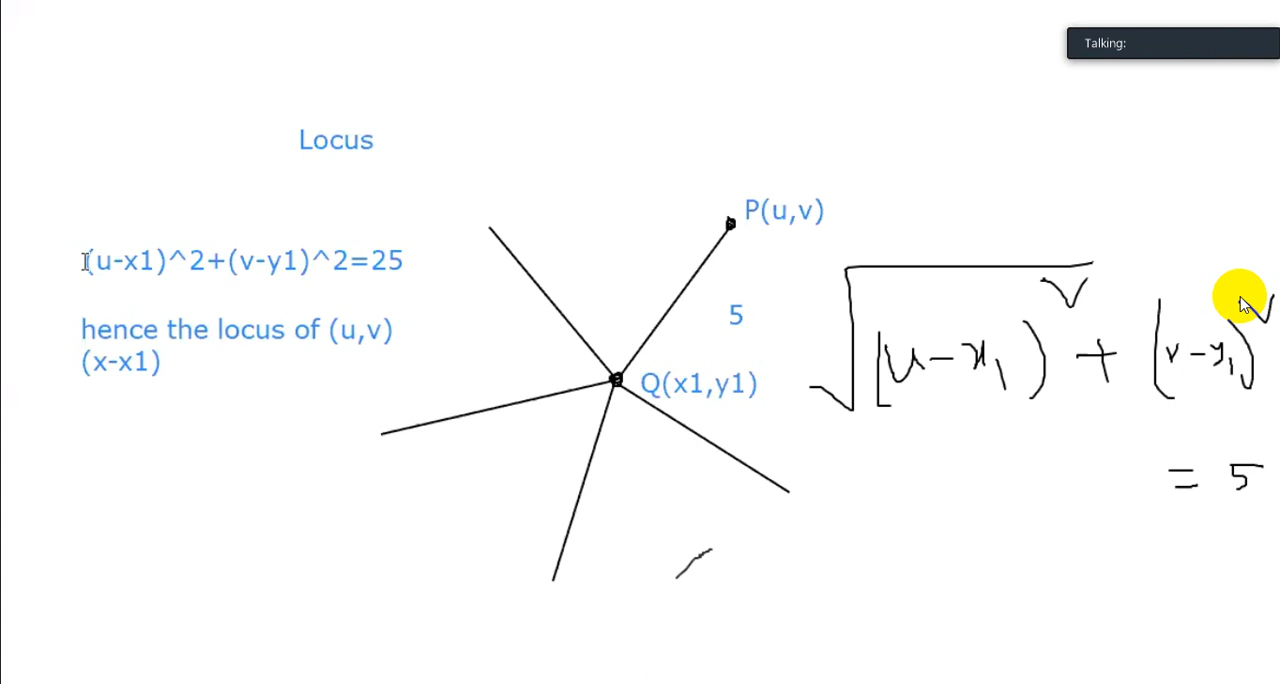 Talking:
Locus
P(u,v)
(u-x1)^2+(v-y1)^2=25
5
hence the locus of (u,v)
(x-x1)
Q(x1,y1)
√[u-x₁)² + (v-y₁)²
= 5